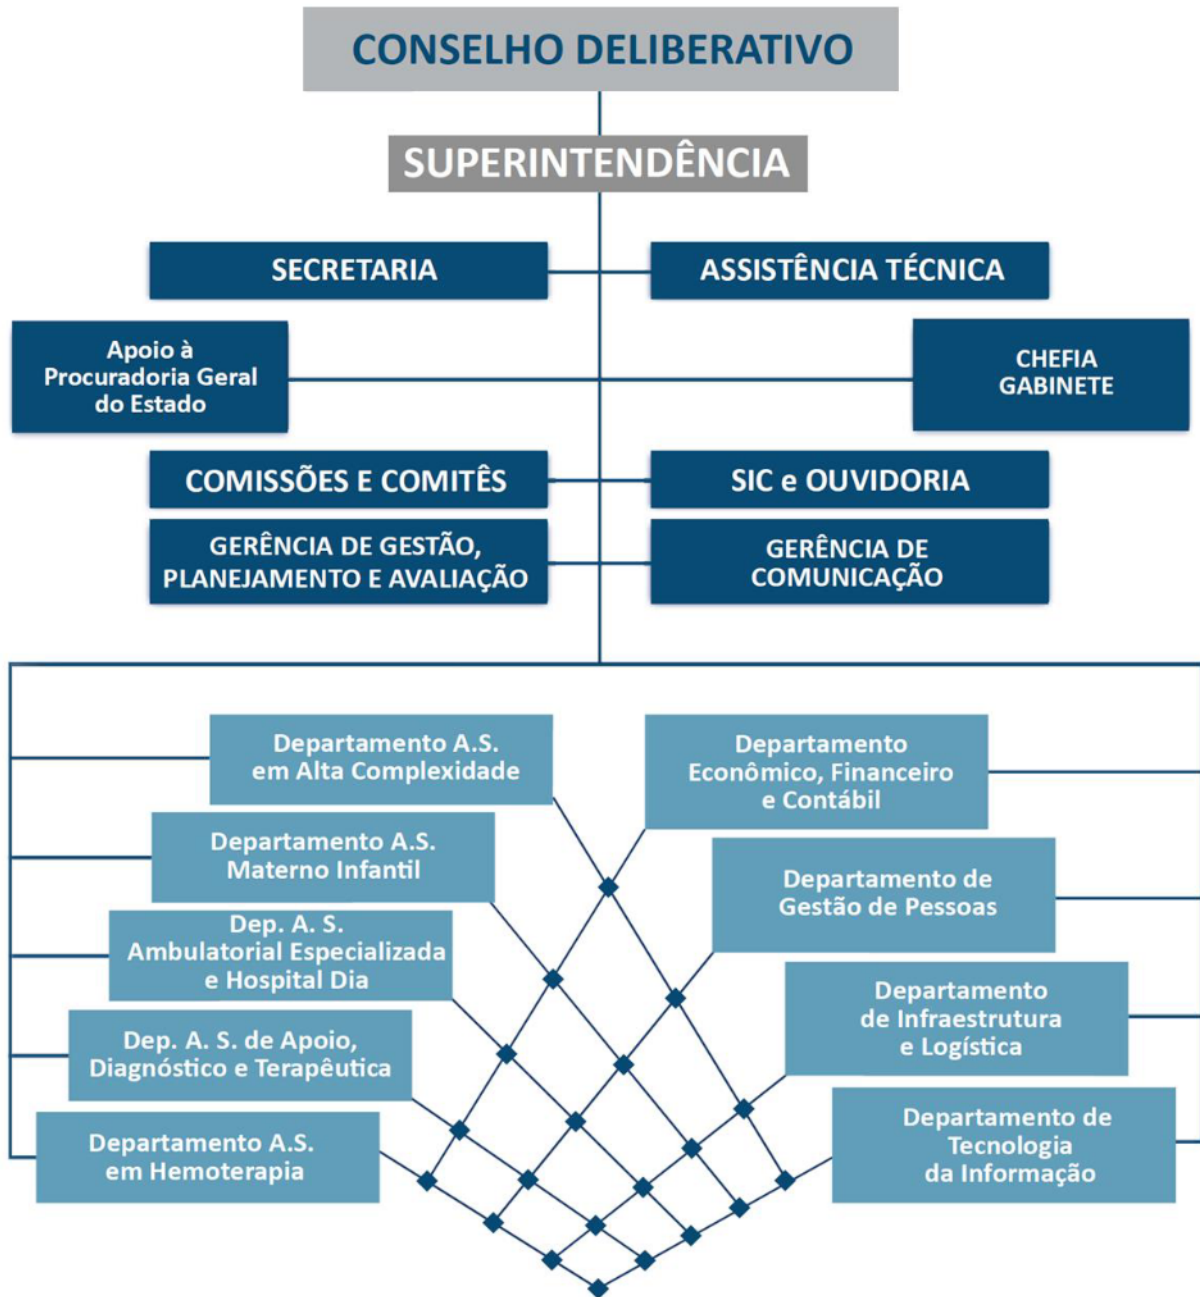 CONSELHO DELIBERATIVO
SUPERINTENDÊNCIA
SECRETARIA
ASSISTÊNCIA TÉCNICA
Apoio à
Procuradoria Geral
do Estado
CHEFIA
GABINETE
COMISSÕES E COMITÊS
SIC e OUVIDORIA
GERÊNCIA DE GESTÃO,
PLANEJAMENTO E AVALIAÇÃO
GERÊNCIA DE
COMUNICAÇÃO
Departamento A.S.
em Alta Complexidade
Departamento A.S.
Materno Infantil
Dep. A. S.
Ambulatorial Especializada
e Hospital Dia
Dep. A. S. de Apoio,
Diagnóstico e Terapêutica
Departamento A.S.
em Hemoterapia
Departamento
Econômico, Financeiro
e Contábil
Departamento de
Gestão de Pessoas
Departamento
de Infraestrutura
e Logística
Departamento de
Tecnologia
da Informação